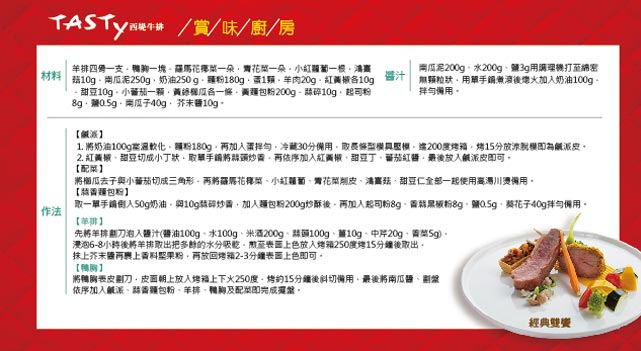 TASTy 西堤牛排 /賞/味/廚/房
材料
羊排四骨一支、鴨胸一塊、羅馬花椰菜一朵、青花菜一朵、小紅蘿蔔一根、鴻喜
菇10g、南瓜泥250g、奶油250g、麵粉180g、蛋1顆、羊肉20g、紅黃椒各10g
、甜豆10g、小蕃茄一顆、黃綠櫛瓜各一條、黃麵包粉200g、蒜碎10g、起司粉
8g、鹽0.5g、南瓜子40g、芥末醬10g。
醬汁
南瓜泥200g、水200g、鹽3g用調理機打至綿密
無顆粒狀，用單手鍋煮滾後熄火加入奶油100g，
拌勻備用。
作法
【鹹派】
1. 將奶油100g室溫軟化，麵粉180g，再加入蛋拌勻，冷藏30分備用，取長條型模具壓模，進200度烤箱，烤15分放涼脫模即為鹹派皮。
2. 紅黃椒、甜豆切成小丁狀，取單手鍋將蒜頭炒香，再依序加入紅黃椒、甜豆丁、蕃茄紅醬，最後放入鹹派皮即可。
【配菜】
將櫛瓜去子與小蕃茄切成三角形，再將羅馬花椰菜、小紅蘿蔔、青花菜削皮、鴻喜菇、甜豆仁全部一起使用高湯川燙備用。
【蒜香麵包粉】
取一單手鍋倒入50g奶油，與10g蒜碎炒香，加入麵包粉200g炒酥後，再加入起司粉8g、香蒜黑椒粉8g、鹽0.5g、葵花子40g拌勻備用。
【羊排】
先將羊排劃刀泡入醬汁(醬油100g、水100g、米酒200g、蒜頭100g、薑10g、中芹20g、香菜5g)，
浸泡6-8小時後將羊排取出把多餘的水分吸乾，煎至表面上色放入烤箱250度烤15分鐘後取出，
抹上芥末醬再裹上香料堅果粉，再放回烤箱2-3分鐘表面上色即可。
【鴨胸】
將鴨胸表皮劃刀，皮面朝上放入烤箱上下火250度，烤約15分鐘後斜切備用，最後將南瓜醬、劃盤
依序加入鹹派、蒜香麵包粉、羊排、鴨胸及配菜即完成擺盤。
經典雙饗